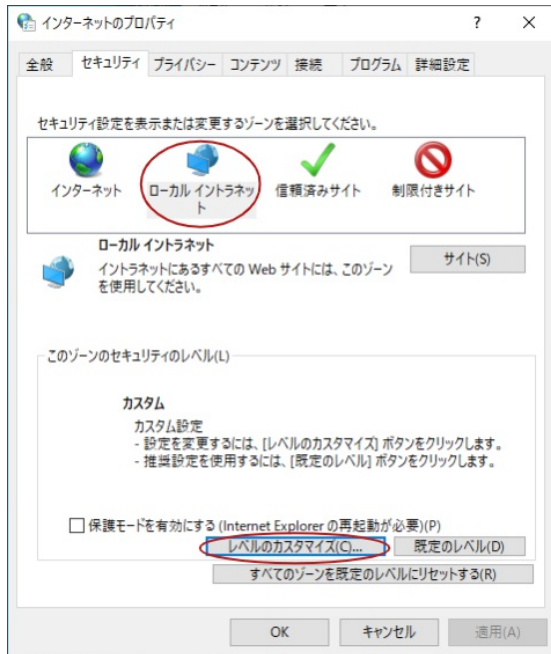 インターネットのプロパティ
? ×
全般 セキュリティ プライバシー コンテンツ 接続 プログラム 詳細設定
セキュリティ設定を表示または変更するゾーンを選択してください。
インターネット ローカル イントラネッ 信頼済みサイト 制限付きサイト
ト
ローカル イントラネット
サイト(S)
イントラネットにあるすべての Web サイトには、このゾーン
を使用してください。
このゾーンのセキュリティのレベル(L)
カスタム
カスタム設定
- 設定を変更するには、[レベルのカスタマイズ] ボタンをクリックします。
- 推奨設定を使用するには、[既定のレベル] ボタンをクリックします。
保護モードを有効にする (Internet Explorer の再起動が必要)(P)
レベルのカスタマイズ(C)... 既定のレベル(D)
すべてのゾーンを既定のレベルにリセットする(R)
OK キャンセル 適用(A)